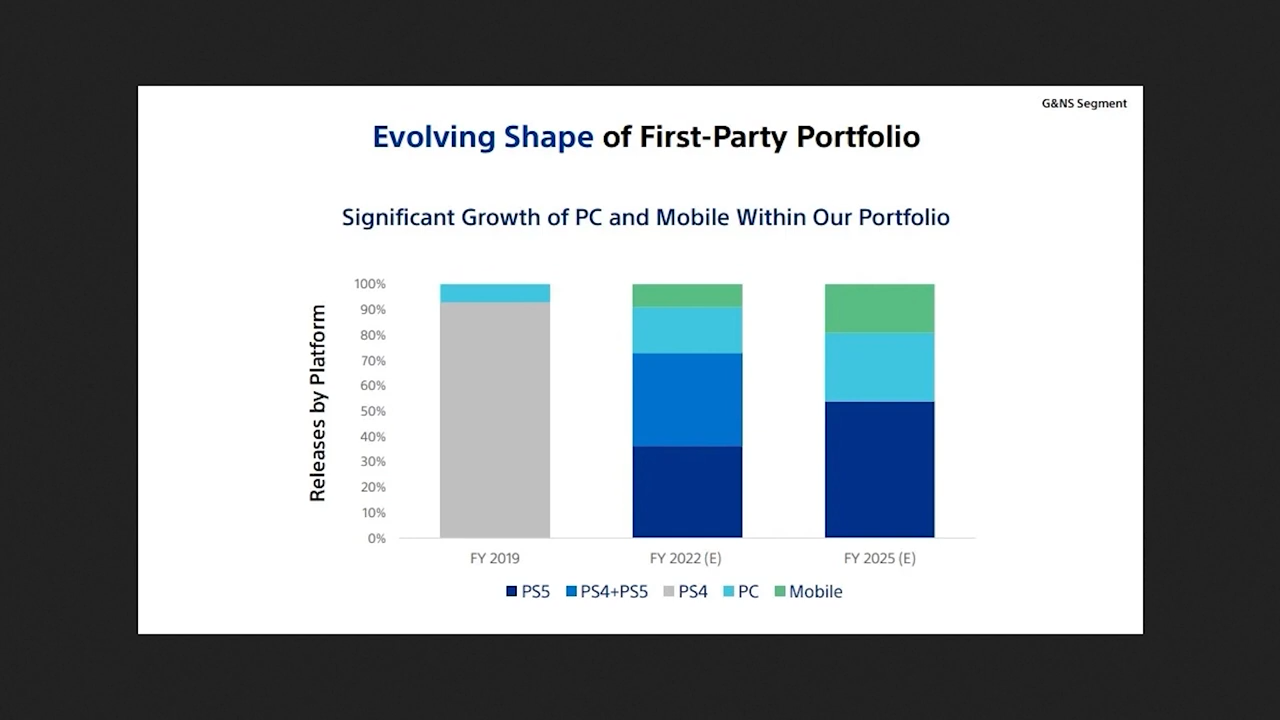 G&NS Segment
Evolving Shape of First-Party Portfolio
Significant Growth of PC and Mobile Within Our Portfolio
Releases by Platform
100%
90%
80%
70%
60%
50%
40%
30%
20%
10%
0%
FY 2019 FY 2022 (E) FY 2025 (E)
PS5 PS4+PS5 PS4 PC Mobile